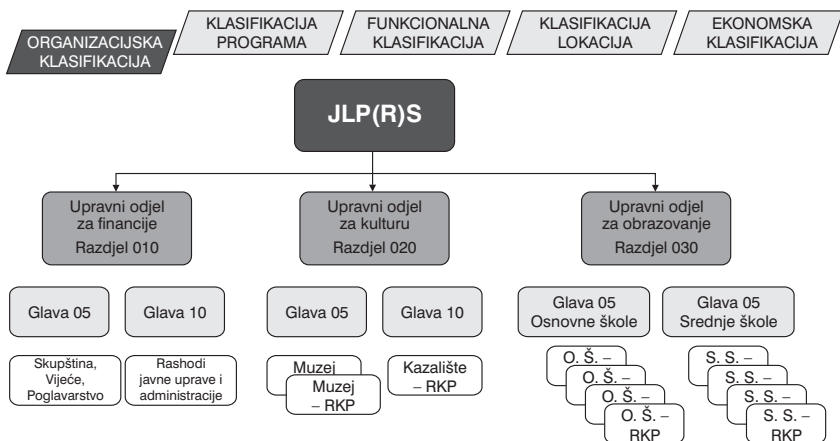 ORGANIZACIJSKA
KLASIFIKACIJA
KLASIFIKACIJA
PROGRAMA
FUNKCIONALNA
KLASIFIKACIJA
KLASIFIKACIJA
LOKACIJA
EKONOMSKA
KLASIFIKACIJA
JLP(R)S
Upravni odjel
za financije
Razdjel 010
Upravni odjel
za kulturu
Razdjel 020
Upravni odjel
za obrazovanje
Razdjel 030
Glava 05
Glava 10
Glava 05
Glava 10
Glava 05
Osnovne škole
Glava 05
Srednje škole
Skupština,
Vijeće,
Poglavarstvo
Rashodi
javne uprave i
administracije
Muzej
Muzej
– RKP
Kazalište
– RKP
O. Š. –
O. Š. –
O. Š. –
O. Š. –
RKP
S. S. –
S. S. –
S. S. –
S. S. –
RKP